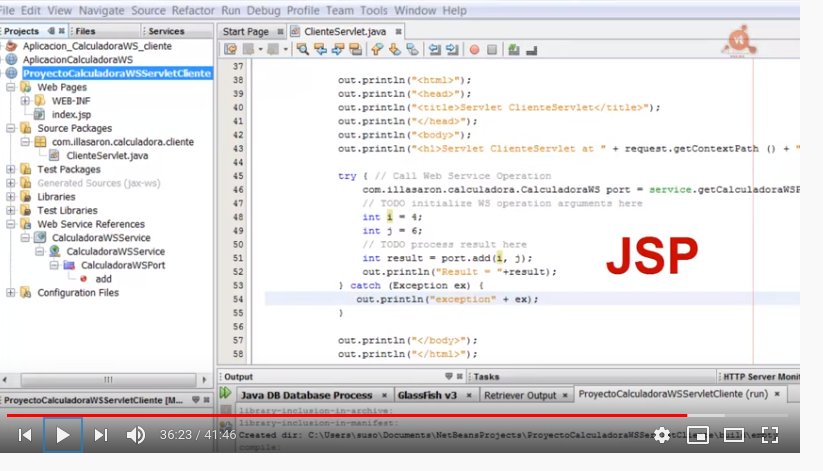 File Edit View Navigate Source Refactor Run Debug Profile Team Tools Window Help
Projects Files Services
Start Page ClienteServlet.java
Aplicacion_CalculadoraWS_cliente
AplicacionCalculadoraWS
ProyectoCalculadoraWSServletCliente
Web Pages
WEB-INF
index.jsp
Source Packages
com.illasaron.calculadora.cliente
ClienteServlet.java
Test Packages
Generated Sources (jax-ws)
Libraries
Test Libraries
Web Service References
CalculadoraWSService
CalculadoraWSService
CalculadoraWSPort
add
Configuration Files
37
38 out.println("<html>");
39 out.println("<head>");
40 out.println("<title>Servlet ClienteServlet</title>");
41 out.println("</head>");
42 out.println("<body>");
43 out.println("<h1>Servlet ClienteServlet at " + request.getContextPath () + "
44
45 try { // Call Web Service Operation
46 com.illasaron.calculadora.CalculadoraWS port = service.getCalculadoraWSP
47 // TODO initialize WS operation arguments here
48 int i = 4;
49 int j = 6;
50 // TODO process result here
51 int result = port.add(i, j);
52 out.println("Result = "+result);
53 } catch (Exception ex) {
54 out.println("exception" + ex);
55 }
56
57 out.println("</body>");
58 out.println("</html>");
JSP
Output Tasks HTTP Server Moni
ProyectoCalculadoraWSServletCliente [M...
Java DB Database Process GlassFish v3 Retriever Output ProyectoCalculadoraWSServletCliente (run)
library-inclusion-in-archive:
library-inclusion-in-manifest:
Created dir: C:\Users\suso\Documents\NetBeansProjects\ProyectoCalculadoraWSServletCliente\build\empty
compile:
36:23 / 41:46